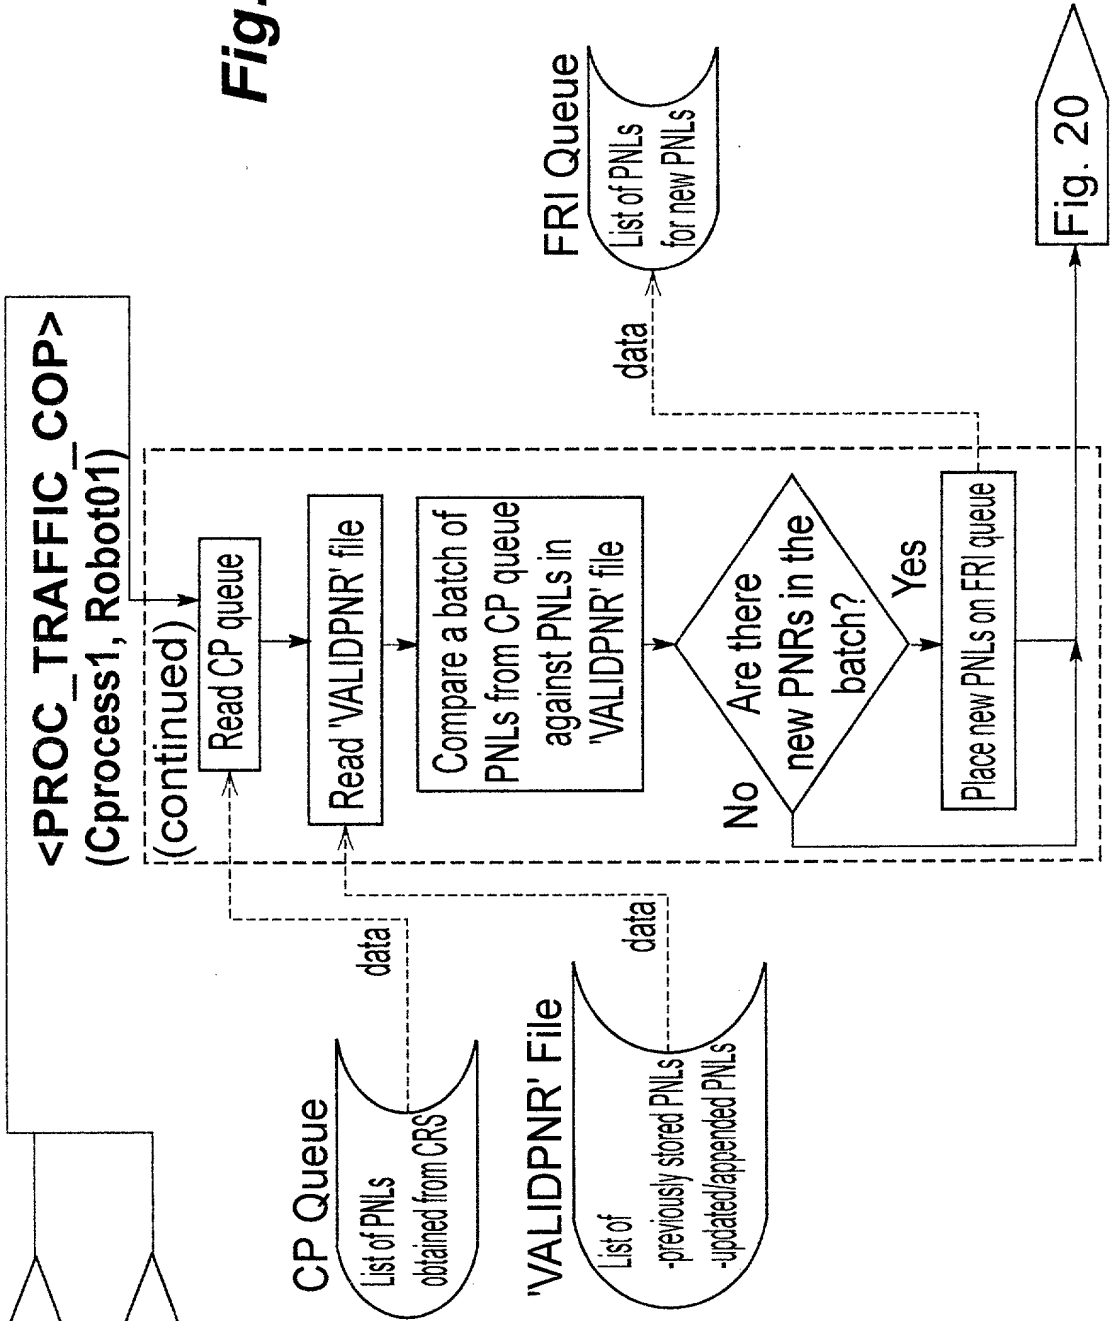 Fig.
<PROC_TRAFFIC_COP>
(Cprocess1, Robot01)
(continued)
Read CP queue
Read 'VALIDPNR' file
Compare a batch of
PNLs from CP queue
against PNLs in
'VALIDPNR' file
Are there
new PNRs in the
batch?
No
Yes
Place new PNLs on FRI queue
CP Queue
List of PNLs
obtained from CRS
data
'VALIDPNR' File
List of
-previously stored PNLs
-updated/appended PNLs
data
FRI Queue
List of PNLs
for new PNLs
data
Fig. 20